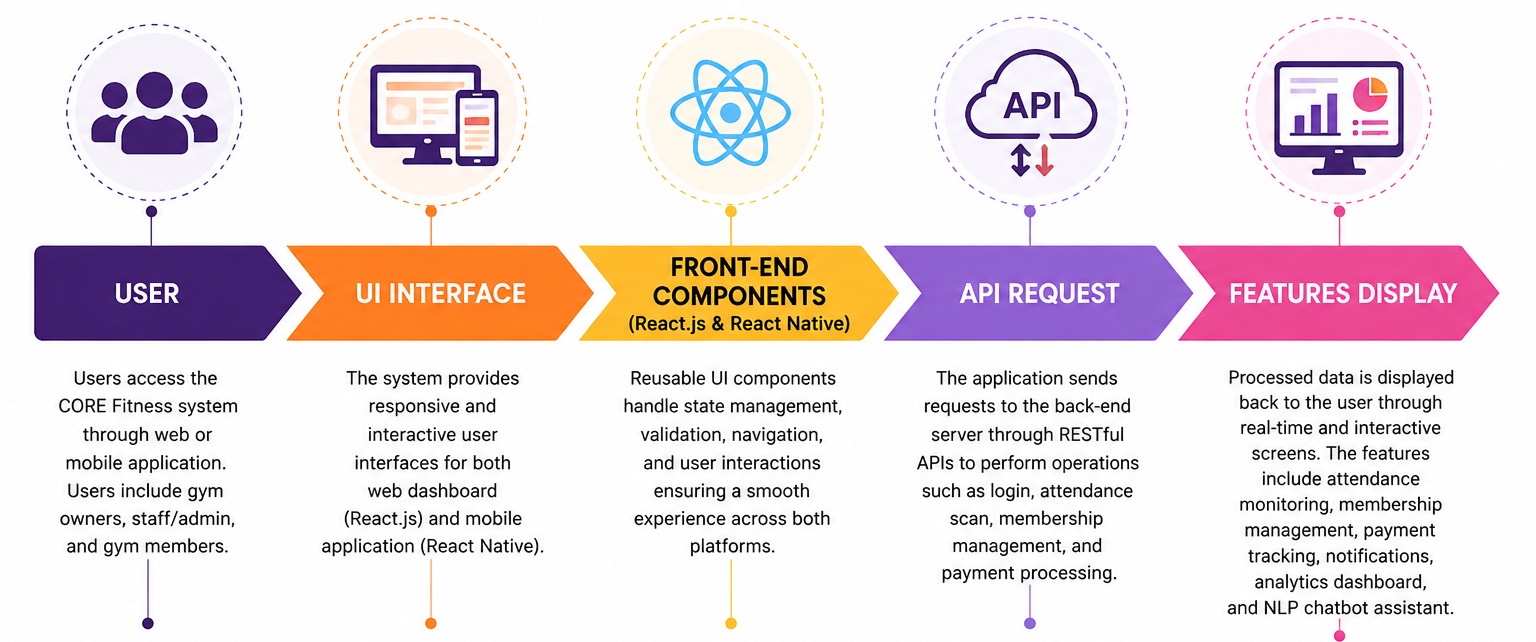 API
USER
UI INTERFACE
FRONT-END
COMPONENTS
(React.js & React Native)
API REQUEST
FEATURES DISPLAY
Users access the
CORE Fitness system
through web or
mobile application.
Users include gym
owners, staff/admin,
and gym members.
The system provides
responsive and
interactive user
interfaces for both
web dashboard
(React.js) and mobile
application (React Native).
Reusable UI components
handle state management,
validation, navigation,
and user interactions
ensuring a smooth
experience across both
platforms.
The application sends
requests to the back-end
server through RESTful
APIs to perform operations
such as login, attendance
scan, membership
management, and
payment processing.
Processed data is displayed
back to the user through
real-time and interactive
screens. The features
include attendance
monitoring, membership
management, payment
tracking, notifications,
analytics dashboard,
and NLP chatbot assistant.